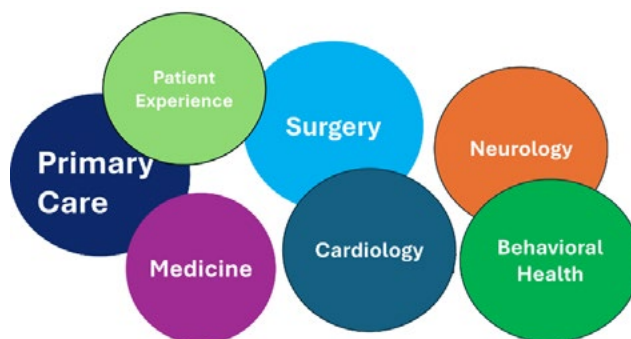 Patient
Experience
Surgery
Primary
Care
Neurology
Medicine
Cardiology
Behavioral
Health